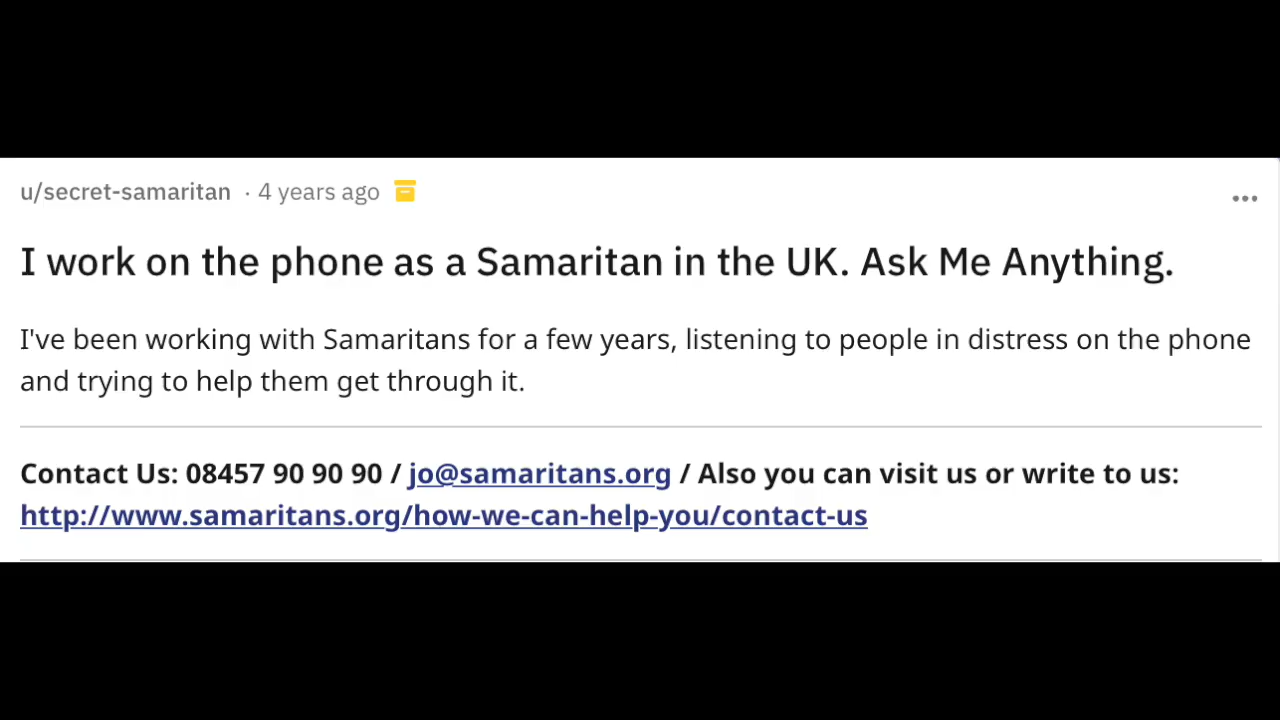 u/secret-samaritan · 4 years ago
I work on the phone as a Samaritan in the UK. Ask Me Anything.
I've been working with Samaritans for a few years, listening to people in distress on the phone
and trying to help them get through it.
Contact Us: 08457 90 90 90 / jo@samaritans.org / Also you can visit us or write to us:
http://www.samaritans.org/how-we-can-help-you/contact-us